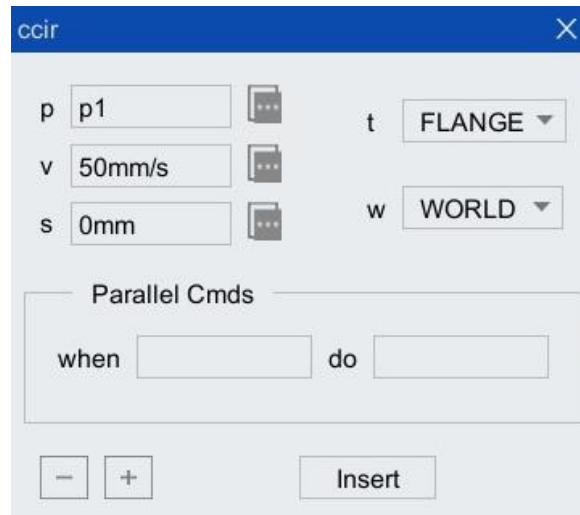 ccir
p p1
t FLANGE
v 50mm/s
w WORLD
s 0mm
Parallel Cmds
when do
Insert